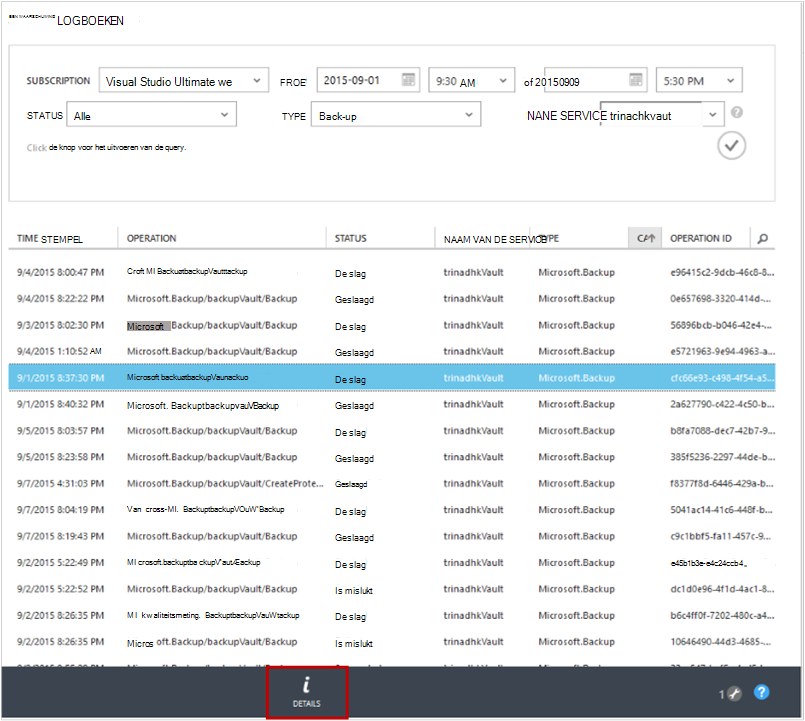 EEN WAARSCHUWING LOGBOEKEN
SUBSCRIPTION Visual Studio Ultimate we FROE' 2015-09-01 9:30 AM of 20150909 5:30 PM
STATUS Alle TYPE Back-up NANE SERVICE trinachkvaut
Click de knop voor het uitvoeren van de query.
TIME STEMPEL OPERATION STATUS NAAM VAN DE SERVICE TYPE OPERATION ID
9/4/2015 8:00:47 PM Croft MI BackuøtbackupVautttackup De slag trinadhkVault Microsoft.Backup e96415c2-9dcb-46c8-8...
9/4/2015 8:22:22 PM Microsoft.Backup/backupVault/Backup Geslaagd trinadhkVault Microsoft.Backup 0e657698-3320-414d-...
9/3/2015 8:02:30 PM Microsoft Backup/backupVault/Backup De slag trinadhkVault Microsoft.Backup 56896bcb-b046-42e4-...
9/4/2015 1:10:52 AM Microsoft.Backup/backupVault/Backup Geslaagd trinadhkVault Microsoft.Backup e5721963-9e94-4963-a...
9/1/2015 8:37:30 PM Microsoft backuøtbackupVaunackuo De slag trinadhkVault Microsoft.Backup cfc66e93-c498-4f54-a5...
9/1/2015 8:40:32 PM Microsoft. BackuptbackupvauVBackup Geslaagd trinadhkVault Microsoft.Backup 2a627790-c422-4c50-b...
9/5/2015 8:03:57 PM Microsoft.Backup/backupVault/Backup De slag trinadhkVault Microsoft.Backup b8fa7088-dec7-42b7-9...
9/5/2015 8:23:58 PM Microsoft.Backup/backupVault/Backup Geslaagd trinadhkVault Microsoft.Backup 385f5236-2297-44de-b...
9/7/2015 4:31:03 PM Microsoft.Backup/backupVault/CreateProte... Geslaagd trinadhkVault Microsoft.Backup f8377f8d-6446-429a-b...
9/7/2015 8:04:19 PM Van cross-MI. BackuptbackupVOuW'Backup De slag trinadhkVault Microsoft.Backup 5041ac14-41c6-448f-b...
9/7/2015 8:19:43 PM Microsoft.Backup/backupVault/Backup Geslaagd trinadhkVault Microsoft.Backup c9c1bbf5-fa11-457c-9...
9/2/2015 5:22:49 PM MI crosoft.backuptba ckupV'aut/Eackup De slag trinadhkVault Microsoft.Backup e45b1b3e-e4c24ccb4_
9/2/2015 5:22:52 PM Microsoft.Backup/backupVault/Backup Is mislukt trinadhkVault Microsoft.Backup dc1d0e96-4f1d-4ac1-8...
9/2/2015 8:26:35 PM MI kwaliteitsmeting. BackuptbackupVauWtackup De slag trinadhkVault Microsoft.Backup b6c4ff0f-7202-480c-a4...
9/2/2015 8:26:35 PM Micros oft.Backup/backupVault/Backup Is mislukt trinadhkVault Microsoft.Backup 10646490-44d3-4685-...
DETAILS
1